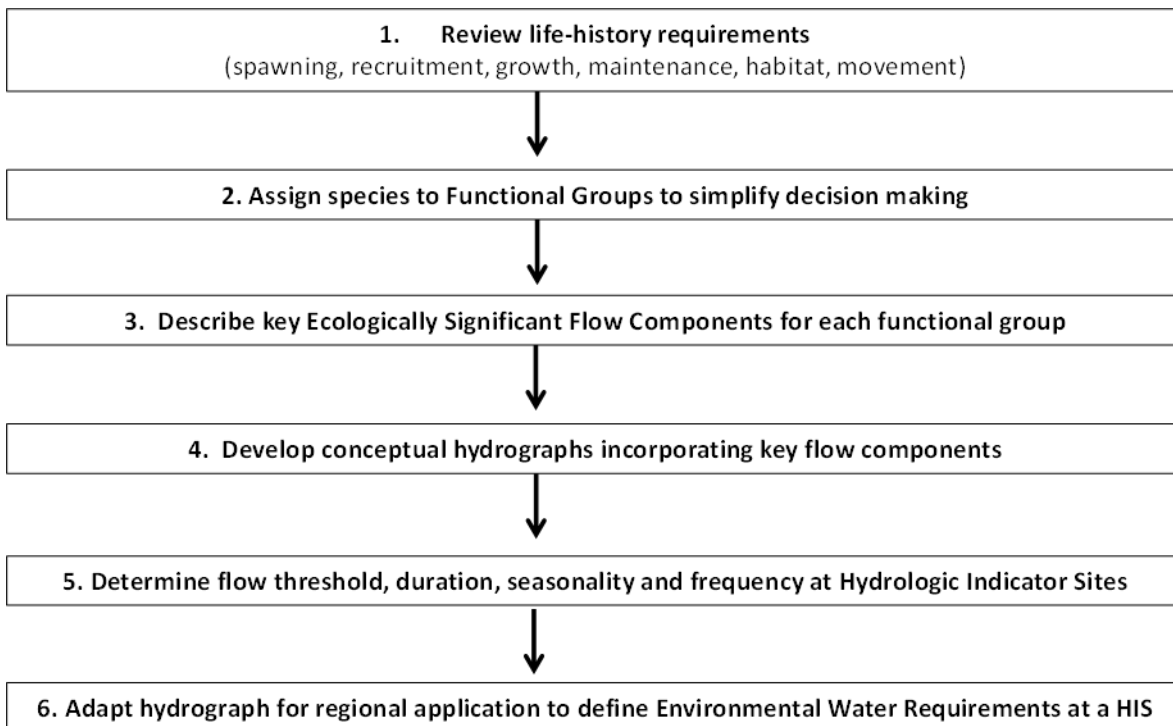 1. Review life-history requirements
(spawning, recruitment, growth, maintenance, habitat, movement)
2. Assign species to Functional Groups to simplify decision making
3. Describe key Ecologically Significant Flow Components for each functional group
4. Develop conceptual hydrographs incorporating key flow components
5. Determine flow threshold, duration, seasonality and frequency at Hydrologic Indicator Sites
6. Adapt hydrograph for regional application to define Environmental Water Requirements at a HIS